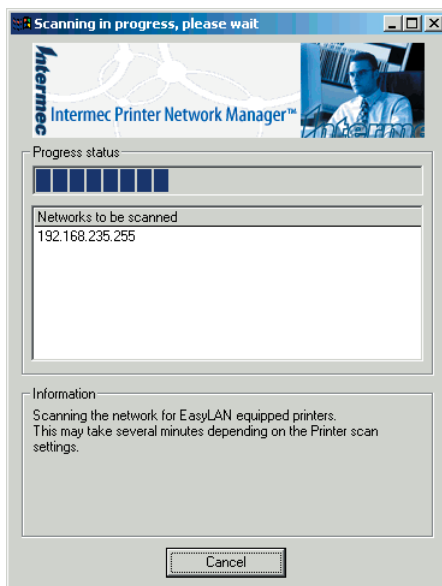 Scanning in progress, please wait
Intermec
Intermec Printer Network Manager™
Intermec
Progress status
Networks to be scanned
192.168.235.255
Information
Scanning the network for EasyLAN equipped printers.
This may take several minutes depending on the Printer scan
settings.
Cancel